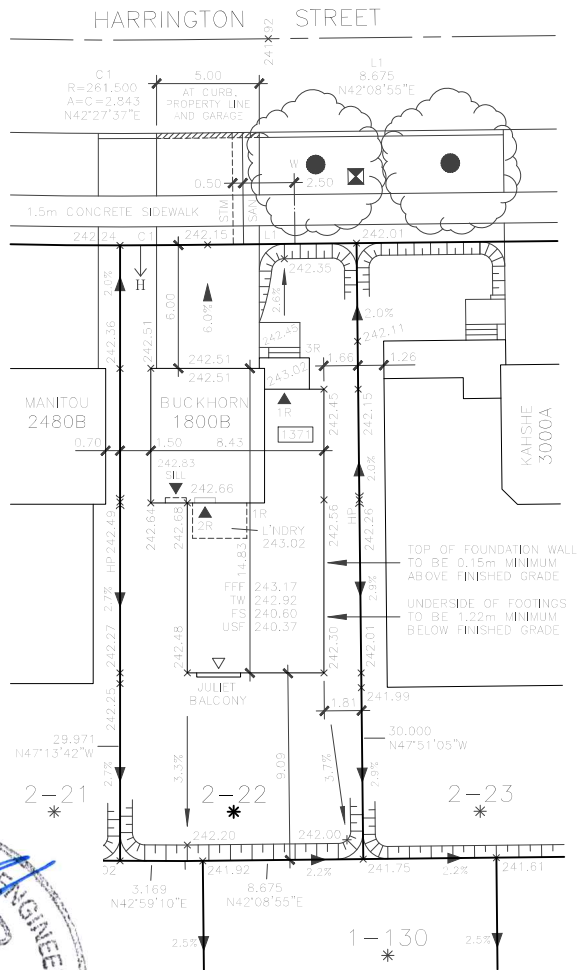 HARRINGTON STREET
241.92
C1
R=261.500
A=C=2.843
N42°27'37"E
5.00
AT CURB,
PROPERTY LINE
AND GARAGE
L1
8.675
N42°08'55"E
W
0.50
2.50
STM
SAN
1.5m CONCRETE SIDEWALK
242.24
C1
242.15
L1
242.01
H
242.35
2.0%
6.00
6.0%
2.6%
2.0%
242.36
242.51
242.45
3R
242.11
242.51
242.51
243.02
1.66
1.26
MANITOU
2480B
BUCKHORN
1800B
1R
1371
242.45
242.15
KAHSHE
3000A
0.70
1.50
8.43
242.83
SILL
242.66
2.0%
HP 242.49
242.64
242.68
2R
1R
L'NDRY
243.02
242.56
HP
242.26
14.83
TOP OF FOUNDATION WALL
TO BE 0.15m MINIMUM
ABOVE FINISHED GRADE
2.7%
FFF 243.17
TW 242.92
FS 240.60
USF 240.37
2.9%
UNDERSIDE OF FOOTINGS
TO BE 1.22m MINIMUM
BELOW FINISHED GRADE
242.27
242.48
242.30
242.01
242.25
JULIET
BALCONY
1.81
241.99
29.971
N47°13'42"W
30.000
N47°51'05"W
2.7%
3.3%
9.09
3.7%
2.9%
2-21
2-22
2-23
242.20
242.00
02
241.92
2.2%
241.75
2.2%
241.61
3.169
N42°59'10"E
8.675
N42°08'55"E
ENGINEE
2.5%
1-130
2.5%